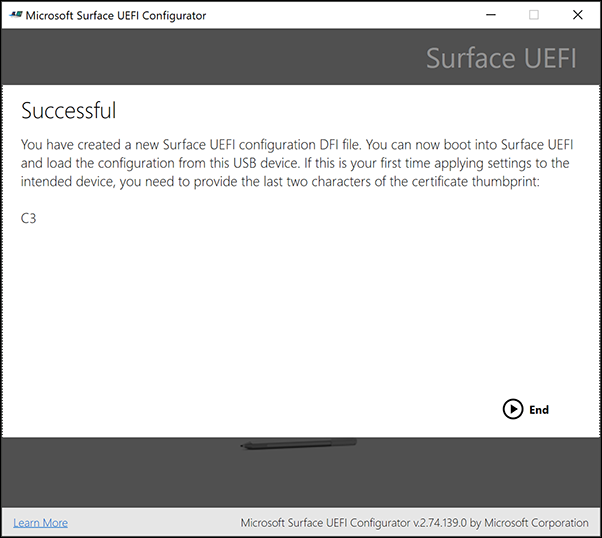 Microsoft Surface UEFI Configurator
Surface UEFI
Successful
You have created a new Surface UEFI configuration DFI file. You can now boot into Surface UEFI
and load the configuration from this USB device. If this is your first time applying settings to the
intended device, you need to provide the last two characters of the certificate thumbprint:
C3
End
Learn More
Microsoft Surface UEFI Configurator v.2.74.139.0 by Microsoft Corporation